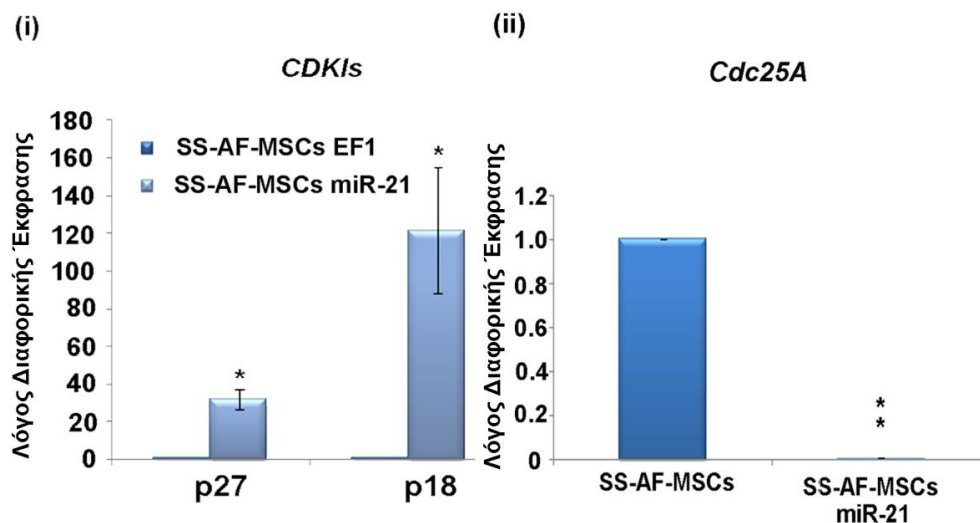 (i)
CDKIs
Λόγος Διαφορικής Έκφρασης
180
160
140
120
100
80
60
40
20
0
SS-AF-MSCs EF1
SS-AF-MSCs miR-21
*
*
p27
p18
(ii)
Cdc25A
Λόγος Διαφορικής Έκφρασης
1.2
1.0
0.8
0.6
0.4
0.2
0
*
*
SS-AF-MSCs
SS-AF-MSCs
miR-21